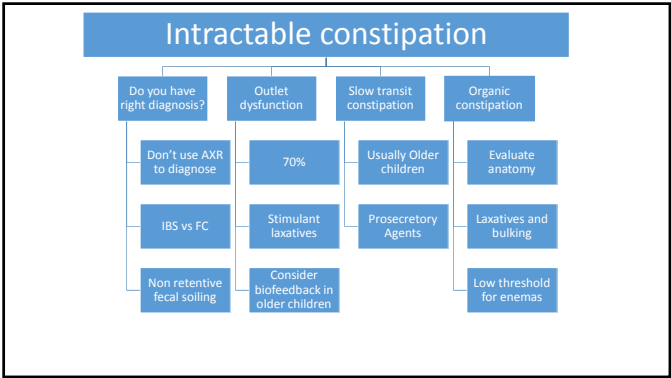 Intractable constipation
Do you have
right diagnosis?
Don't use AXR
to diagnose
IBS vs FC
Non retentive
fecal soiling
Outlet
dysfunction
70%
Stimulant
laxatives
Consider
biofeedback in
older children
Slow transit
constipation
Usually Older
children
Prosecretory
Agents
Organic
constipation
Evaluate
anatomy
Laxatives and
bulking
Low threshold
for enemas